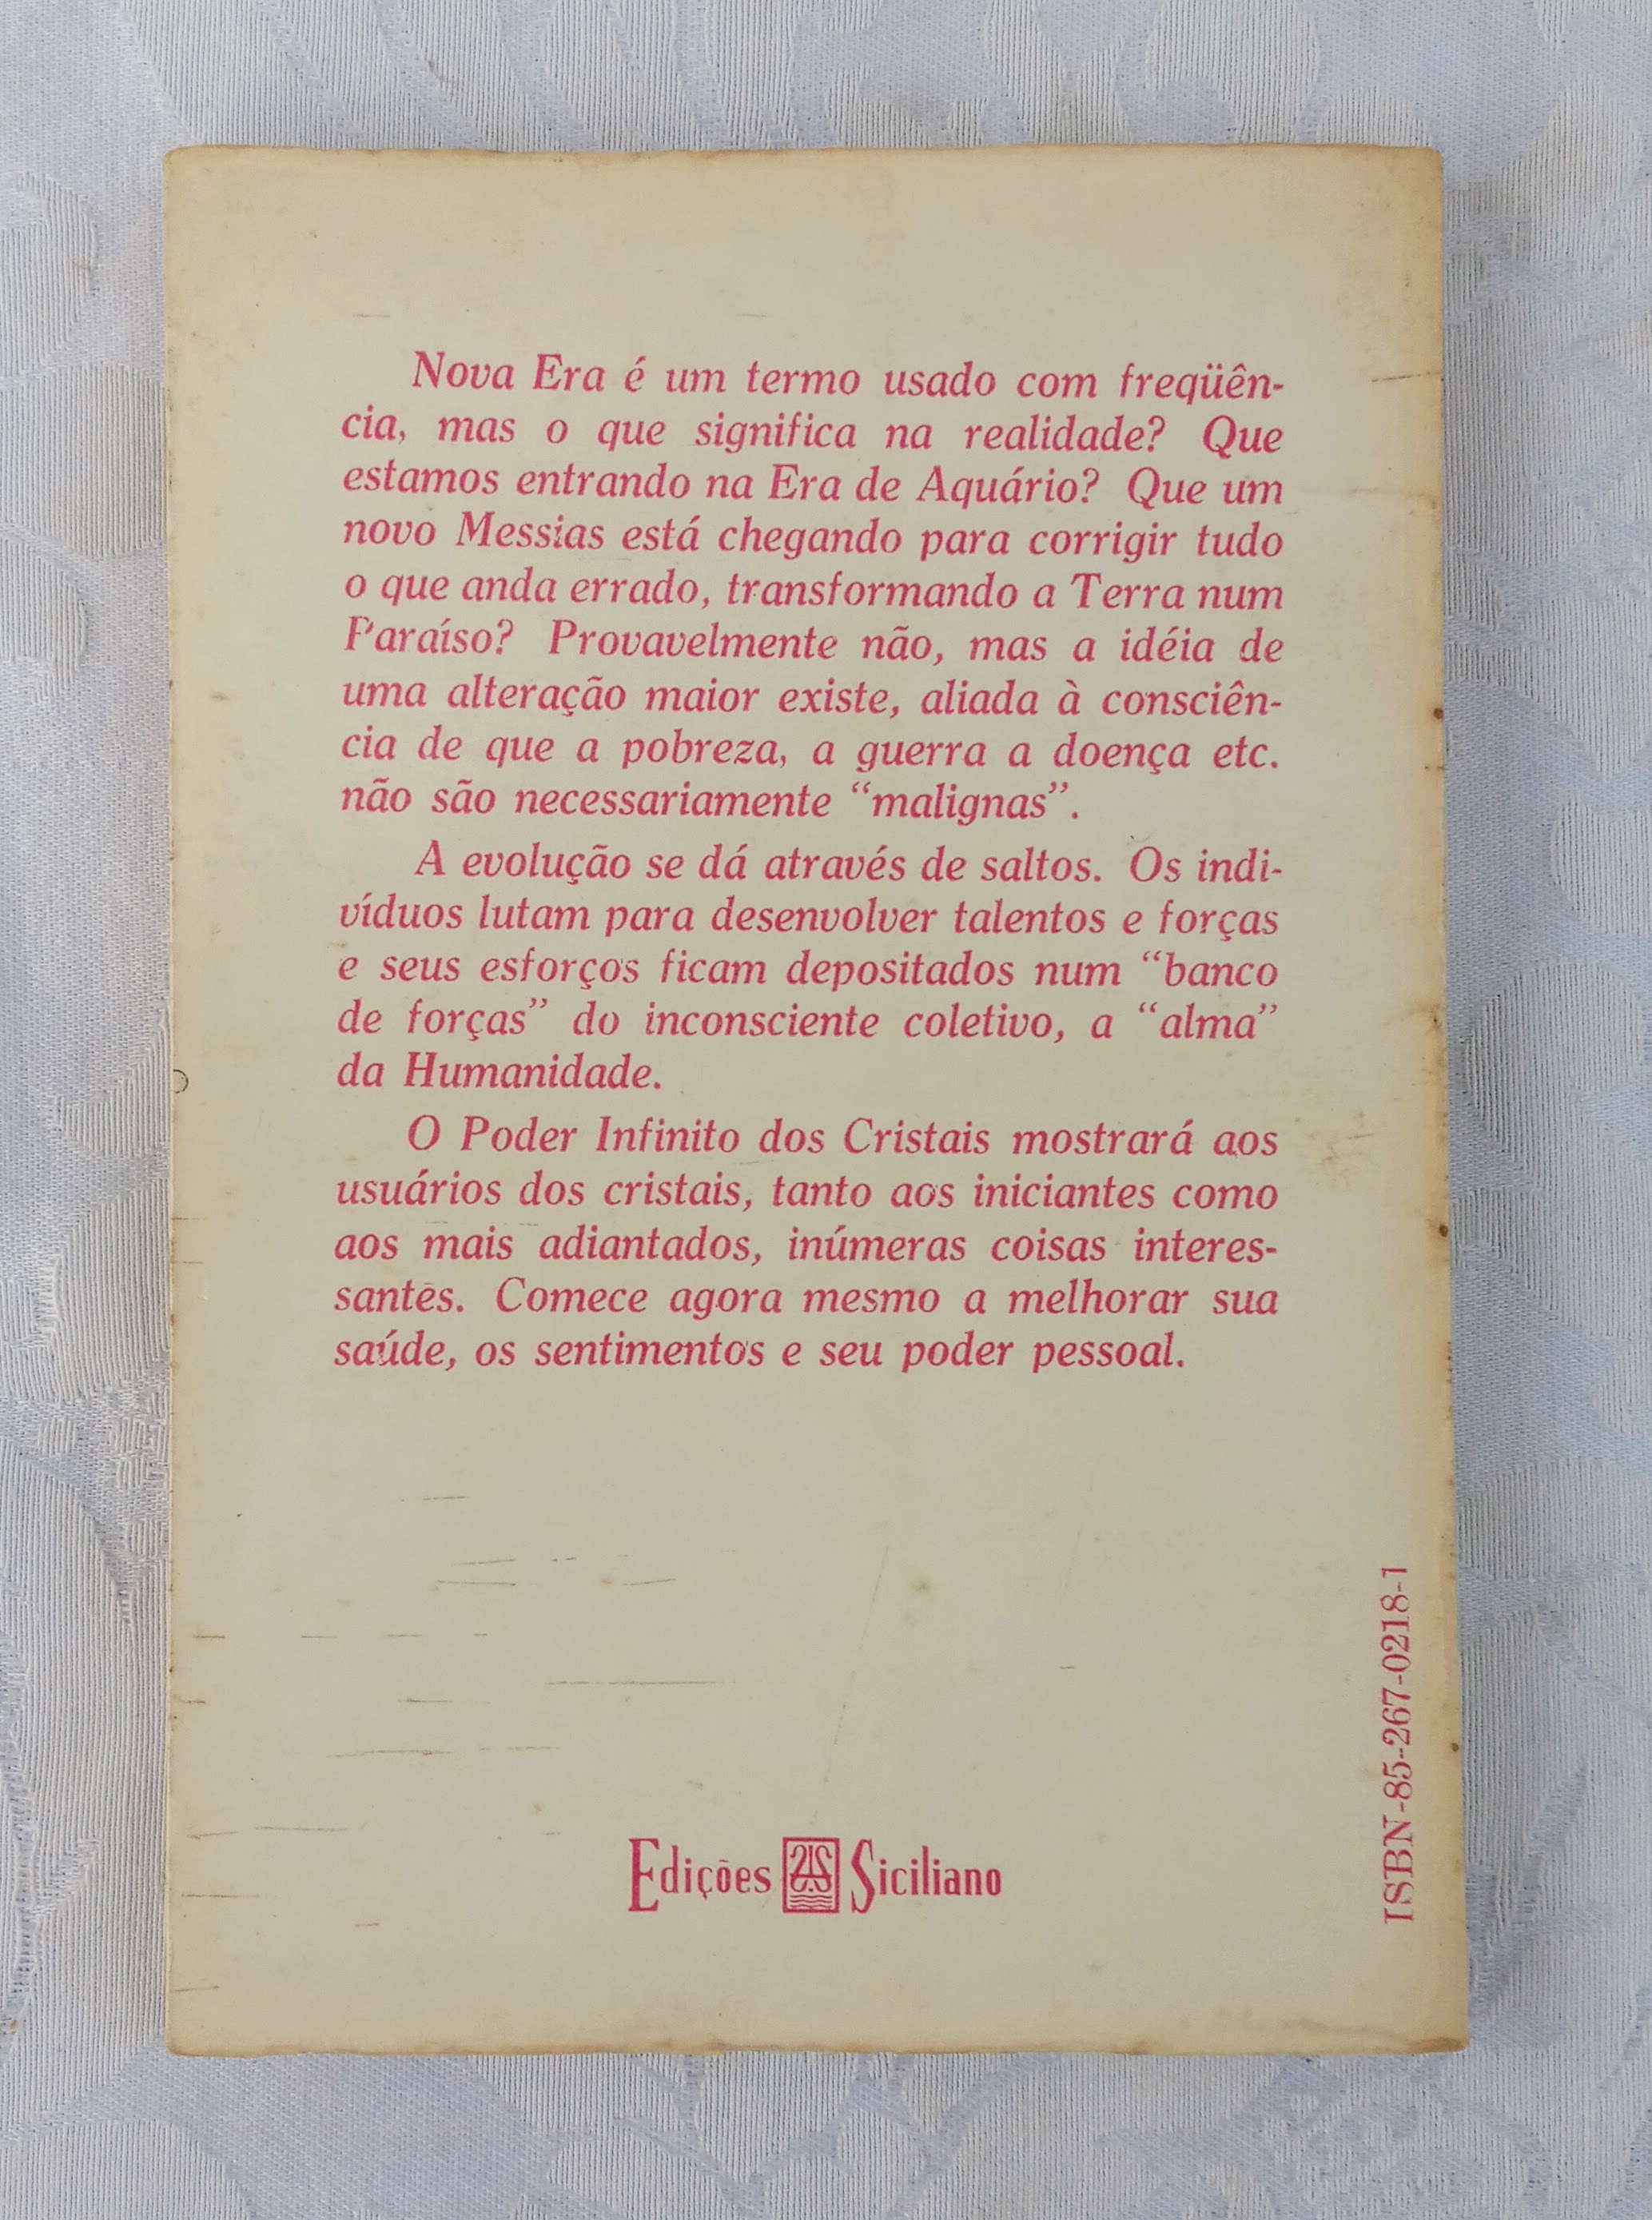 Nova Era é um termo usado com freqüên-
cia, mas o que significa na realidade? Que
estamos entrando na Era de Aquário? Que um
novo Messias está chegando para corrigir tudo
o que anda errado, transformando a Terra num
Paraíso? Provavelmente não, mas a idéia de
uma alteração maior existe, aliada à consciên-
cia de que a pobreza, a guerra a doença etc.
não são necessariamente “malignas”.
A evolução se dá através de saltos. Os indi-
víduos lutam para desenvolver talentos e forças
e seus esforços ficam depositados num “banco
de forças” do inconsciente coletivo, a “alma”
da Humanidade.
O Poder Infinito dos Cristais mostrará aos
usuários dos cristais, tanto aos iniciantes como
aos mais adiantados, inúmeras coisas interes-
santes. Comece agora mesmo a melhorar sua
saúde, os sentimentos e seu poder pessoal.
Edições Siciliano
ISBN-85-267-0218-1